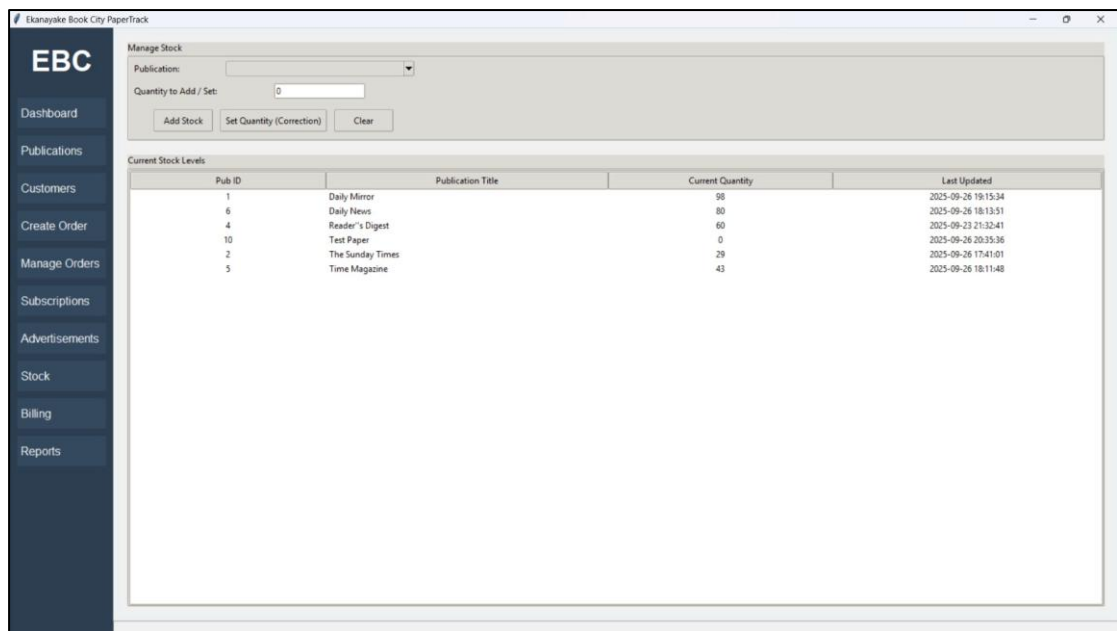 Ekanayake Book City PaperTrack
EBC
Dashboard
Publications
Customers
Create Order
Manage Orders
Subscriptions
Advertisements
Stock
Billing
Reports
Manage Stock
Publication:
Quantity to Add / Set: 0
Add Stock Set Quantity (Correction) Clear
Current Stock Levels
Pub ID Publication Title Current Quantity Last Updated
1 Daily Mirror 98 2025-09-26 19:15:34
6 Daily News 80 2025-09-26 18:13:51
4 Reader''s Digest 60 2025-09-23 21:32:41
10 Test Paper 0 2025-09-26 20:35:36
2 The Sunday Times 29 2025-09-26 17:41:01
5 Time Magazine 43 2025-09-26 18:11:48